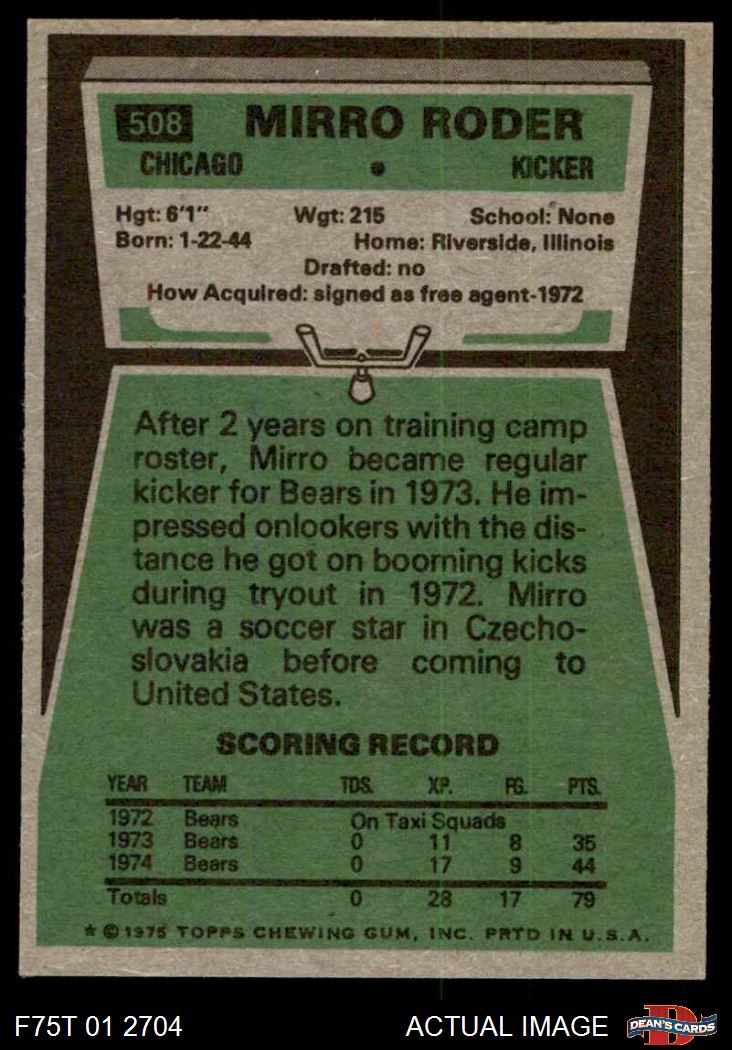 508 MIRRO RODER
CHICAGO • KICKER
Hgt: 6'1" Wgt: 215 School: None
Born: 1-22-44 Home: Riverside, Illinois
Drafted: no
How Acquired: signed as free agent-1972
After 2 years on training camp
roster, Mirro became regular
kicker for Bears in 1973. He im-
pressed onlookers with the dis-
tance he got on booming kicks
during tryout in 1972. Mirro
was a soccer star in Czecho-
slovakia before coming to
United States.
SCORING RECORD
YEAR TEAM TDS. XP. FG. PTS.
1972 Bears On Taxi Squads
1973 Bears 0 11 8 35
1974 Bears 0 17 9 44
Totals 0 28 17 79
* © 1975 TOPPS CHEWING GUM, INC. PRTD IN U.S.A.
F75T 01 2704 ACTUAL IMAGE DEAN'S CARDS